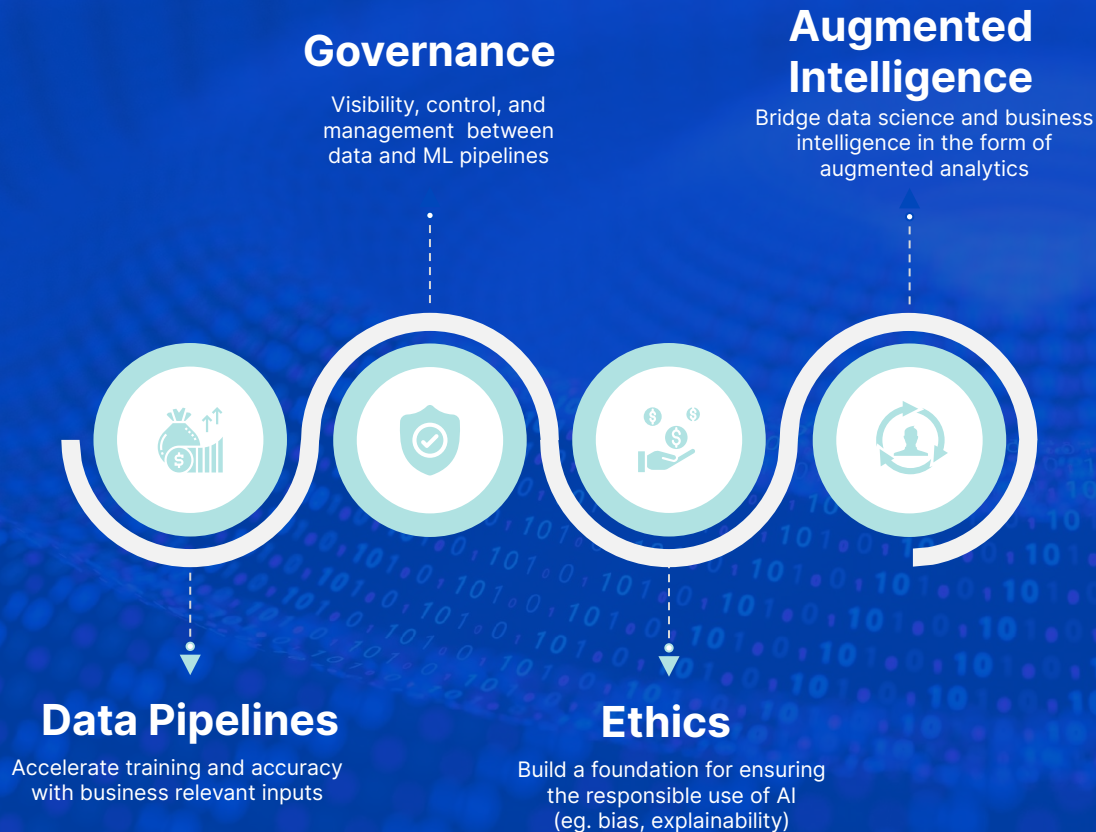 Governance
Visibility, control, and
management between
data and ML pipelines
Augmented
Intelligence
Bridge data science and business
intelligence in the form of
augmented analytics
Data Pipelines
Accelerate training and accuracy
with business relevant inputs
Ethics
Build a foundation for ensuring
the responsible use of AI
(eg. bias, explainability)